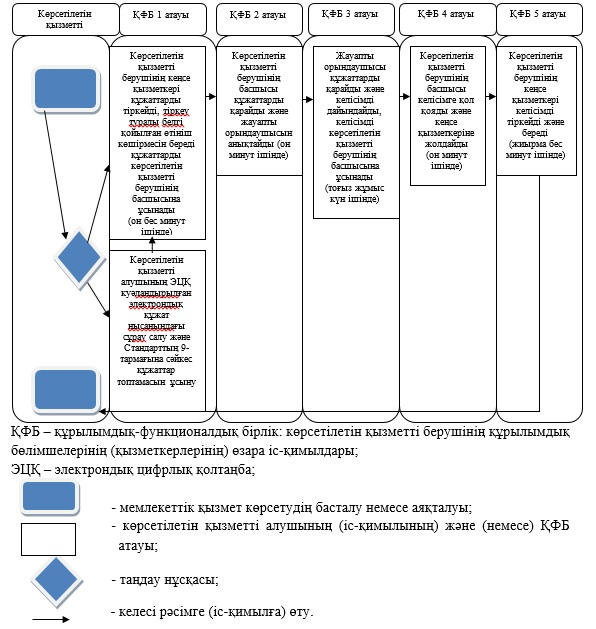 Көрсетілетін
қызметті
ҚФБ 1 атауы
ҚФБ 2 атауы
ҚФБ 3 атауы
ҚФБ 4 атауы
ҚФБ 5 атауы
Көрсетілетін
қызметті
берушінің кеңсе
қызметкері
құжаттарды
тіркейді, тіркеу
туралы белгі
қойылған өтініш
көшірмесін береді
құжаттарды
көрсетілетін
қызметті
берушінің
басшысына
ұсынады
(он бес минут
ішінде)
Көрсетілетін
қызметті
алушының ЭЦҚ
куәландырылған
электрондық
құжат
нысанындағы
сұрау салу және
Стандарттың 9-
тармағына сәйкес
құжаттар
топтамасын ұсыну
Көрсетілетін
қызметті
берушінің
басшысы
құжаттарды
қарайды және
жауапты
орындаушысын
анықтайды (он
минут ішінде)
Жауапты
орындаушысы
құжаттарды
қарайды және
келісімді
дайындайды,
келісімді
көрсетілетін
қызметті
берушінің
басшысына
ұсынады
(тоғыз жұмыс
күн ішінде)
Көрсетілетін
қызметті
берушінің
басшысы
келісімге қол
қояды және
кеңсе
қызметкеріне
жолдайды
(он минут
ішінде)
Көрсетілетін
қызметті
берушінің
кеңсе
қызметкері
келісімді
тіркейді және
береді
(жиырма бес
минут ішінде)
ҚФБ – құрылымдық-функционалдық бірлік: көрсетілетін қызметті берушінің құрылымдық
бөлімшелерінің (қызметкерлерінің) өзара іс-қимылдары;
ЭЦҚ – электрондық цифрлық қолтаңба;
- мемлекеттік қызмет көрсетудің басталу немесе аяқталуы;
- көрсетілетін қызметті алушының (іс-қимылының) және (немесе) ҚФБ
атауы;
- таңдау нұсқасы;
- келесі рәсімге (іс-қимылға) өту.